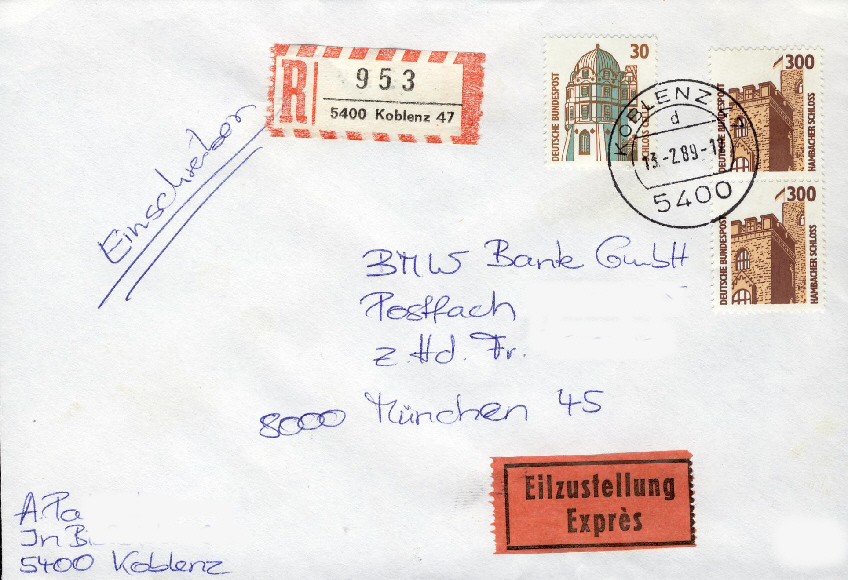 R
953
5400 Koblenz 47
Einschreiben
30
DEUTSCHE BUNDESPOST
SCHLOSS
300
DEUTSCHE BUNDESPOST
HAMBACHER SCHLOSS
KOBLENZ
d
13.-2.89-1
5400
300
DEUTSCHE BUNDESPOST
HAMBACHER SCHLOSS
BMW Bank GmbH
Postfach
z Hd. Fr.
8000 München 45
Eilzustellung
Exprès
A. Pa
In B
5400 Koblenz